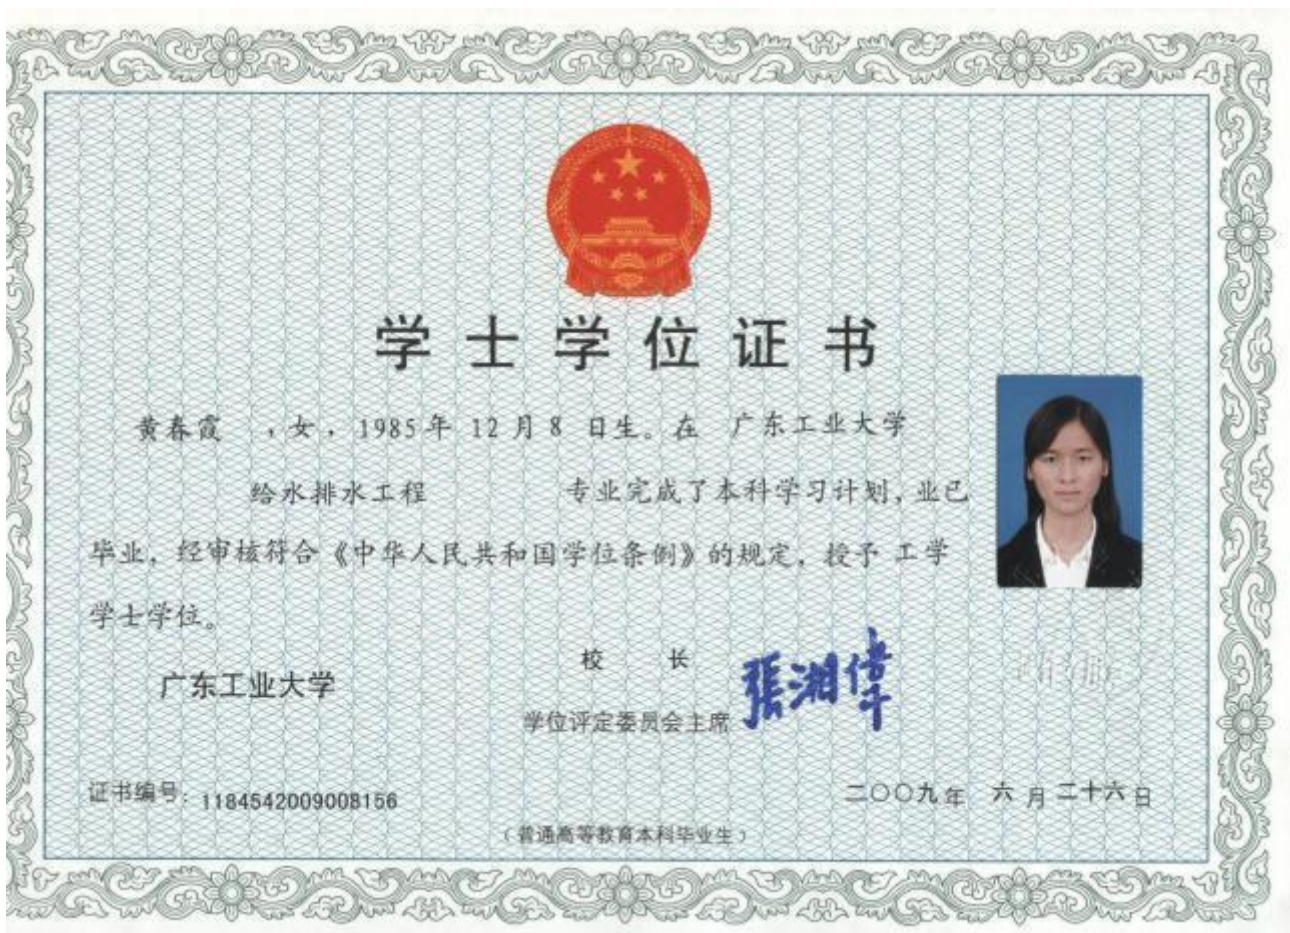 学士学位证书
黄春霞 ，女，1985年 12月 8 日生。在 广东工业大学
给水排水工程 专业完成了本科学习计划，业已
毕业，经审核符合《中华人民共和国学位条例》的规定，授予 工学
学士学位。
校 长
張湘偉
广东工业大学
学位评定委员会主席
证书编号：1184542009008156
二〇〇九年 六 月 二十六 日
（普通高等教育本科毕业生）